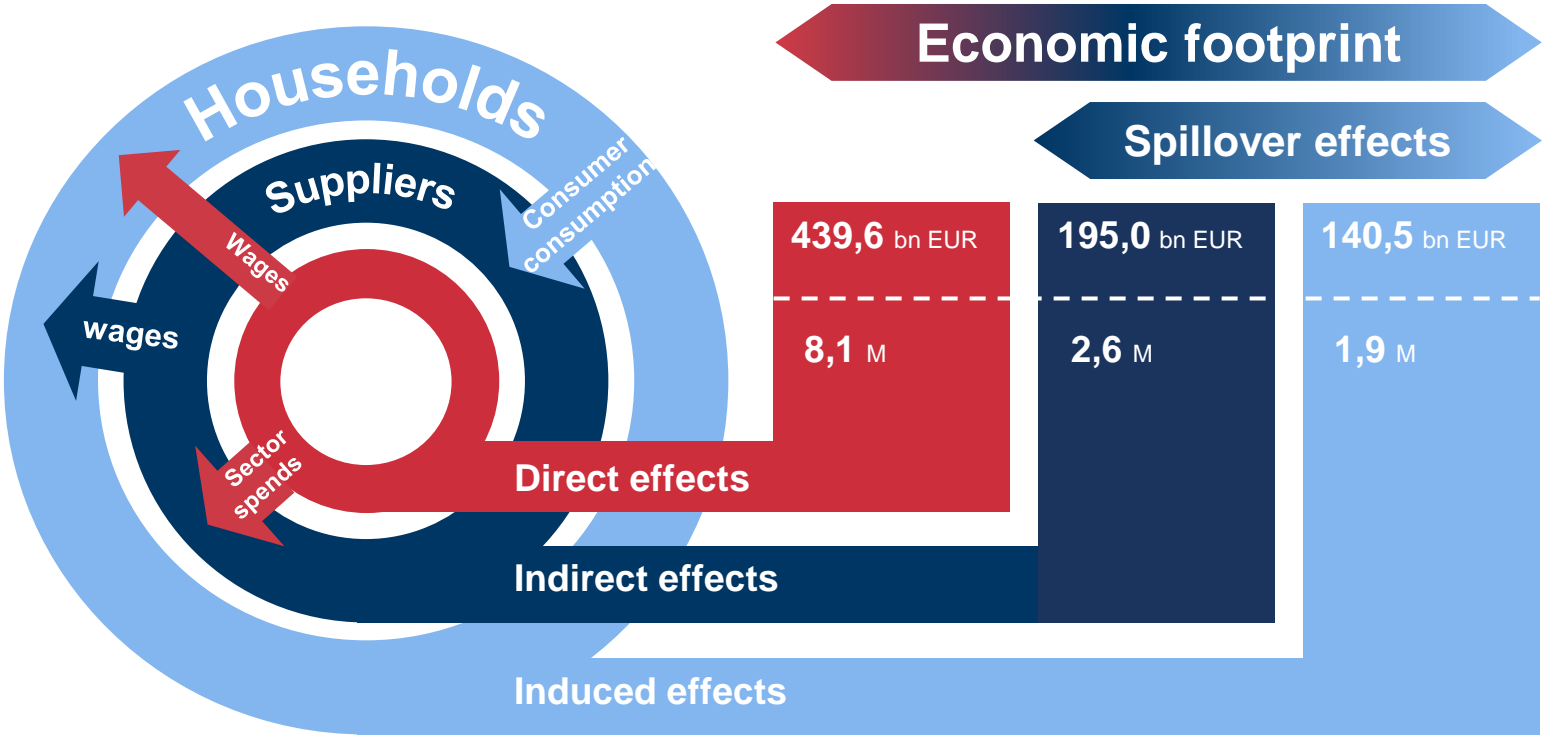 Economic footprint
Spillover effects
Households
Suppliers
Consumer
consumption
Wages
wages
Sector
spends
439,6 bn EUR
195,0 bn EUR
140,5 bn EUR
8,1 M
2,6 M
1,9 M
Direct effects
Indirect effects
Induced effects